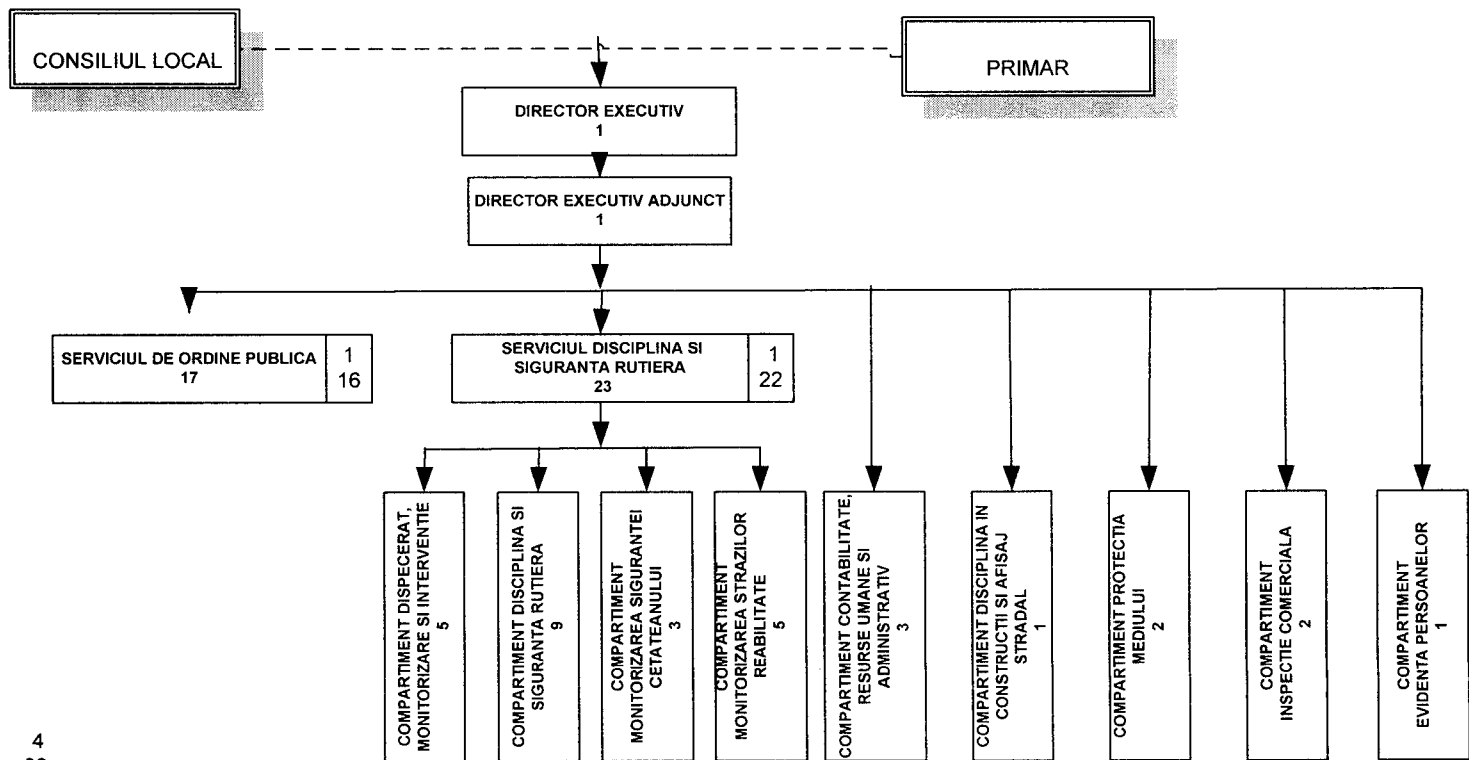 CONSILIUL LOCAL
PRIMAR
DIRECTOR EXECUTIV
1
DIRECTOR EXECUTIV ADJUNCT
1
SERVICIUL DE ORDINE PUBLICA
17
1
16
SERVICIUL DISCIPLINA SI
SIGURANTA RUTIERA
23
1
22
COMPARTIMENT DISPECERAT,
MONITORIZARE SI INTERVENTIE
5
COMPARTIMENT DISCIPLINA SI
SIGURANTA RUTIERA
9
COMPARTIMENT
MONITORIZAREA SIGURANTEI
CETATEANULUI
3
COMPARTIMENT
MONITORIZAREA STRAZILOR
REABILITATE
5
COMPARTIMENT CONTABILITATE,
RESURSE UMANE SI
ADMINISTRATIV
3
COMPARTIMENT DISCIPLINA IN
CONSTRUCTII SI AFISAJ
STRADAL
1
COMPARTIMENT PROTECTIA
MEDIULUI
2
COMPARTIMENT
INSPECTIE COMERCIALA
2
COMPARTIMENT
EVIDENTA PERSOANELOR
1
4